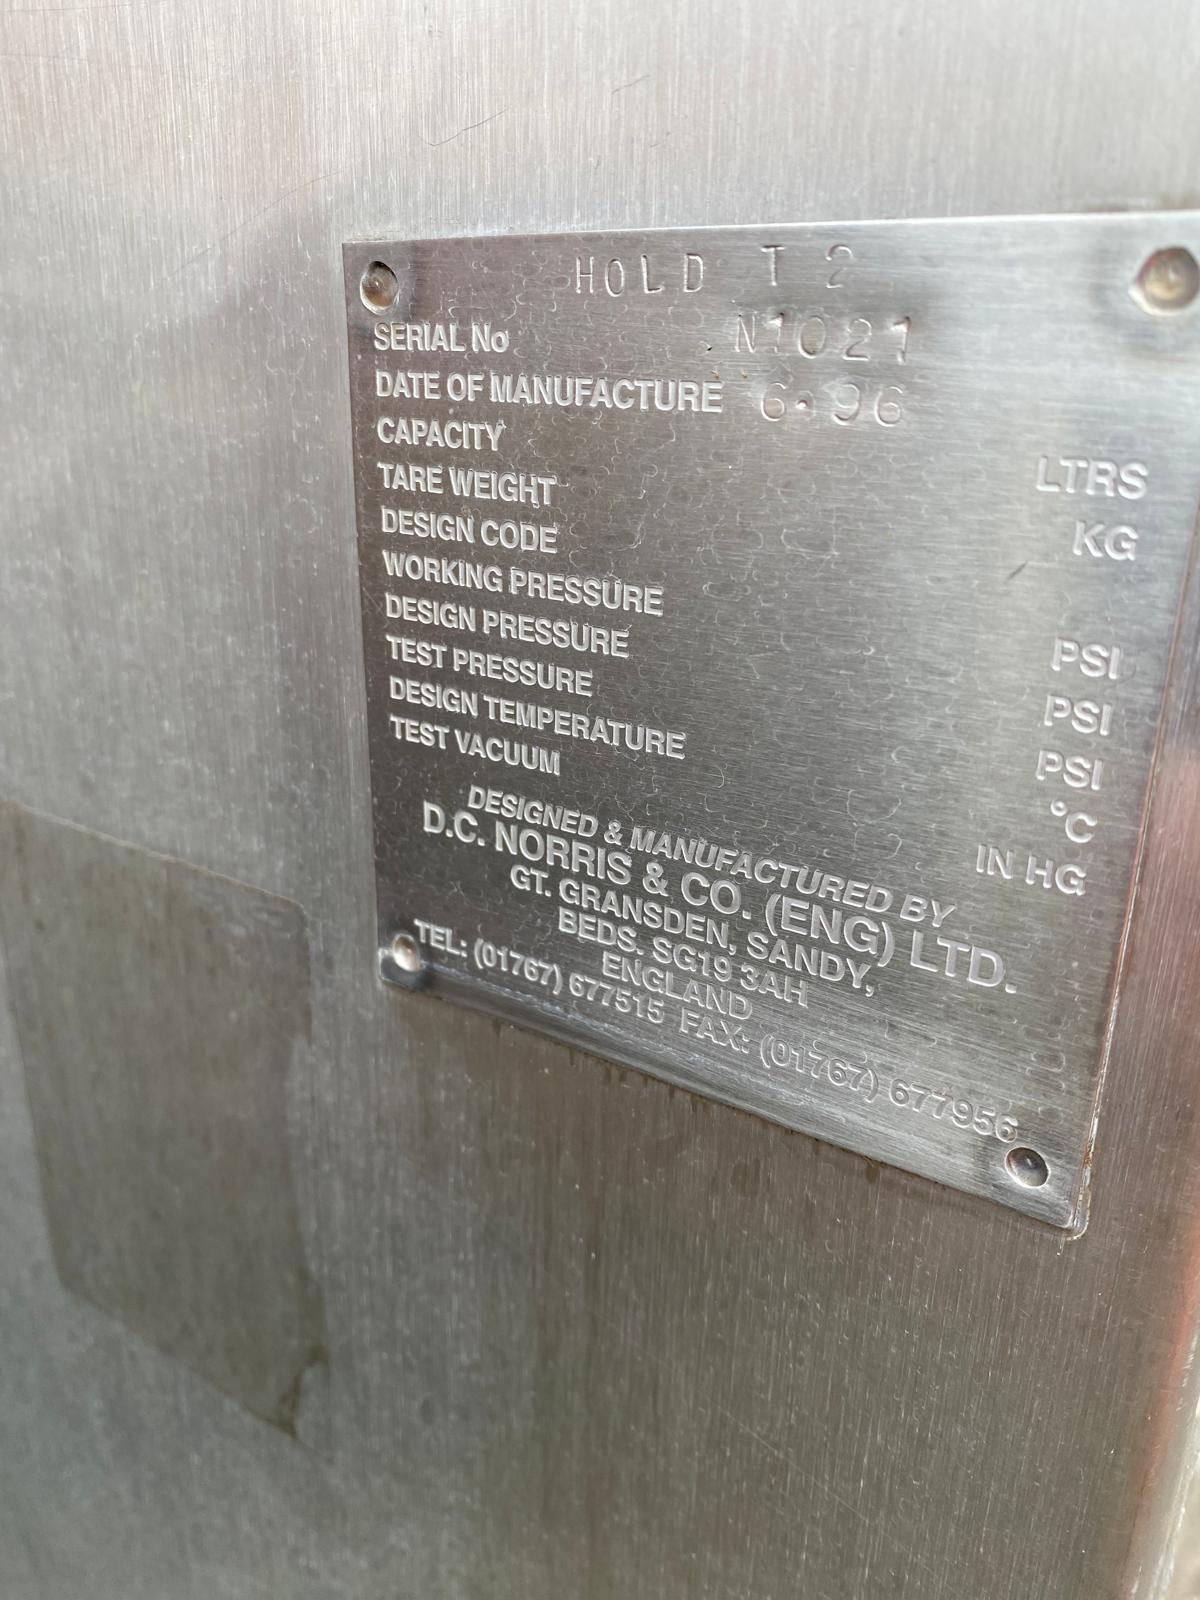 HOLD T 2
SERIAL No N1021
DATE OF MANUFACTURE 6.96
CAPACITY LTRS
TARE WEIGHT KG
DESIGN CODE
WORKING PRESSURE PSI
DESIGN PRESSURE PSI
TEST PRESSURE PSI
DESIGN TEMPERATURE °C
TEST VACUUM IN HG
DESIGNED & MANUFACTURED BY
D.C. NORRIS & CO. (ENG) LTD.
GT. GRANSDEN, SANDY,
BEDS. SG19 3AH
ENGLAND
TEL: (01767) 677515 FAX: (01767) 677956